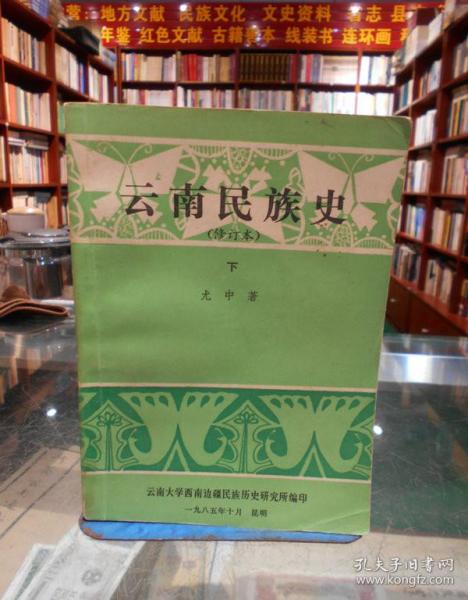 营：地方文献 民族文化 文史资料 省志县
年鉴 红色文献 古籍善本 线装书 连环画
云南民族史
(修订本)
下
尤中著
云南大学西南边疆民族历史研究所编印
一九八五年十月 昆明
孔夫子旧书网
www.kongfz.com